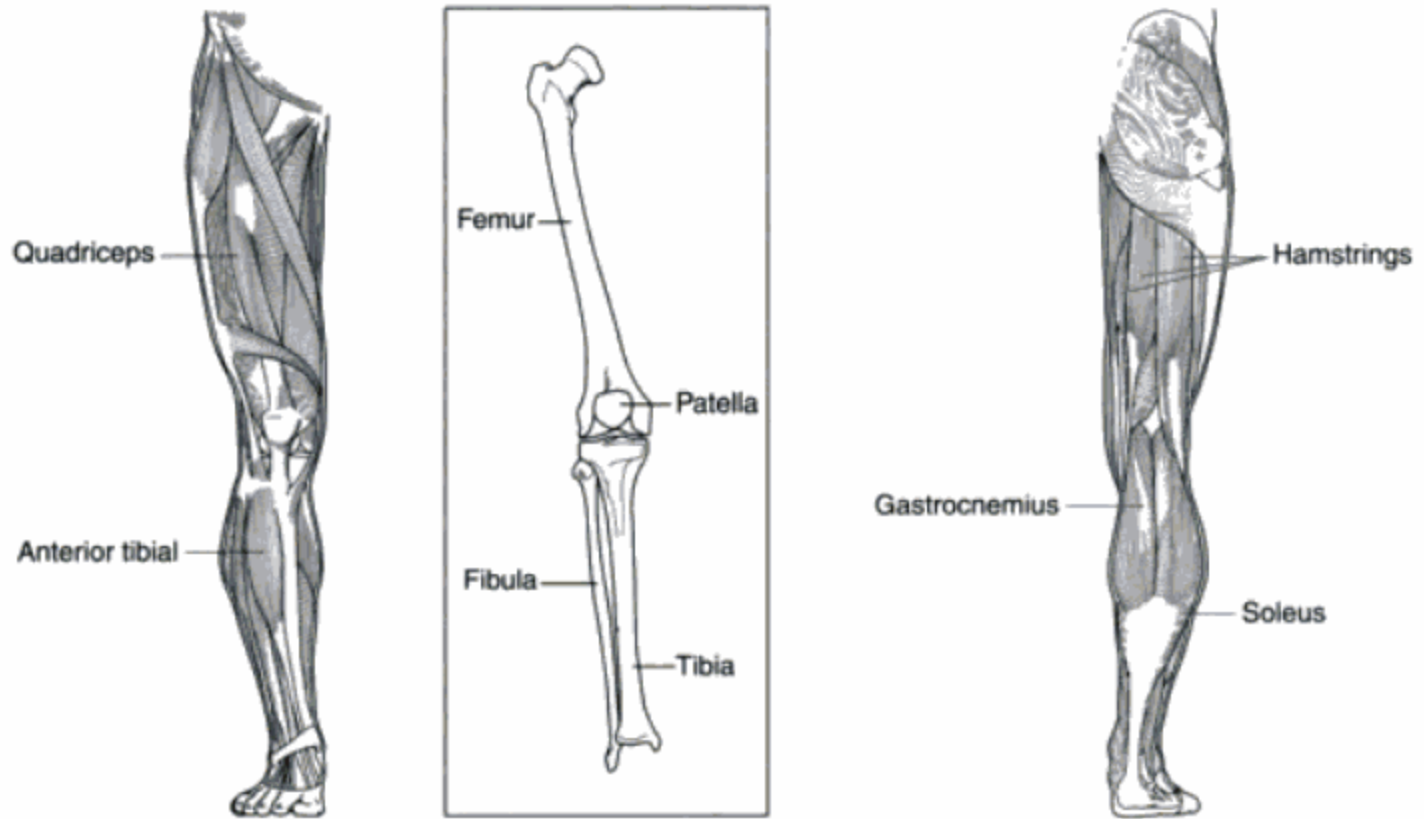 Quadriceps
Anterior tibial
Femur
Patella
Fibula
Tibia
Hamstrings
Gastrocnemius
Soleus